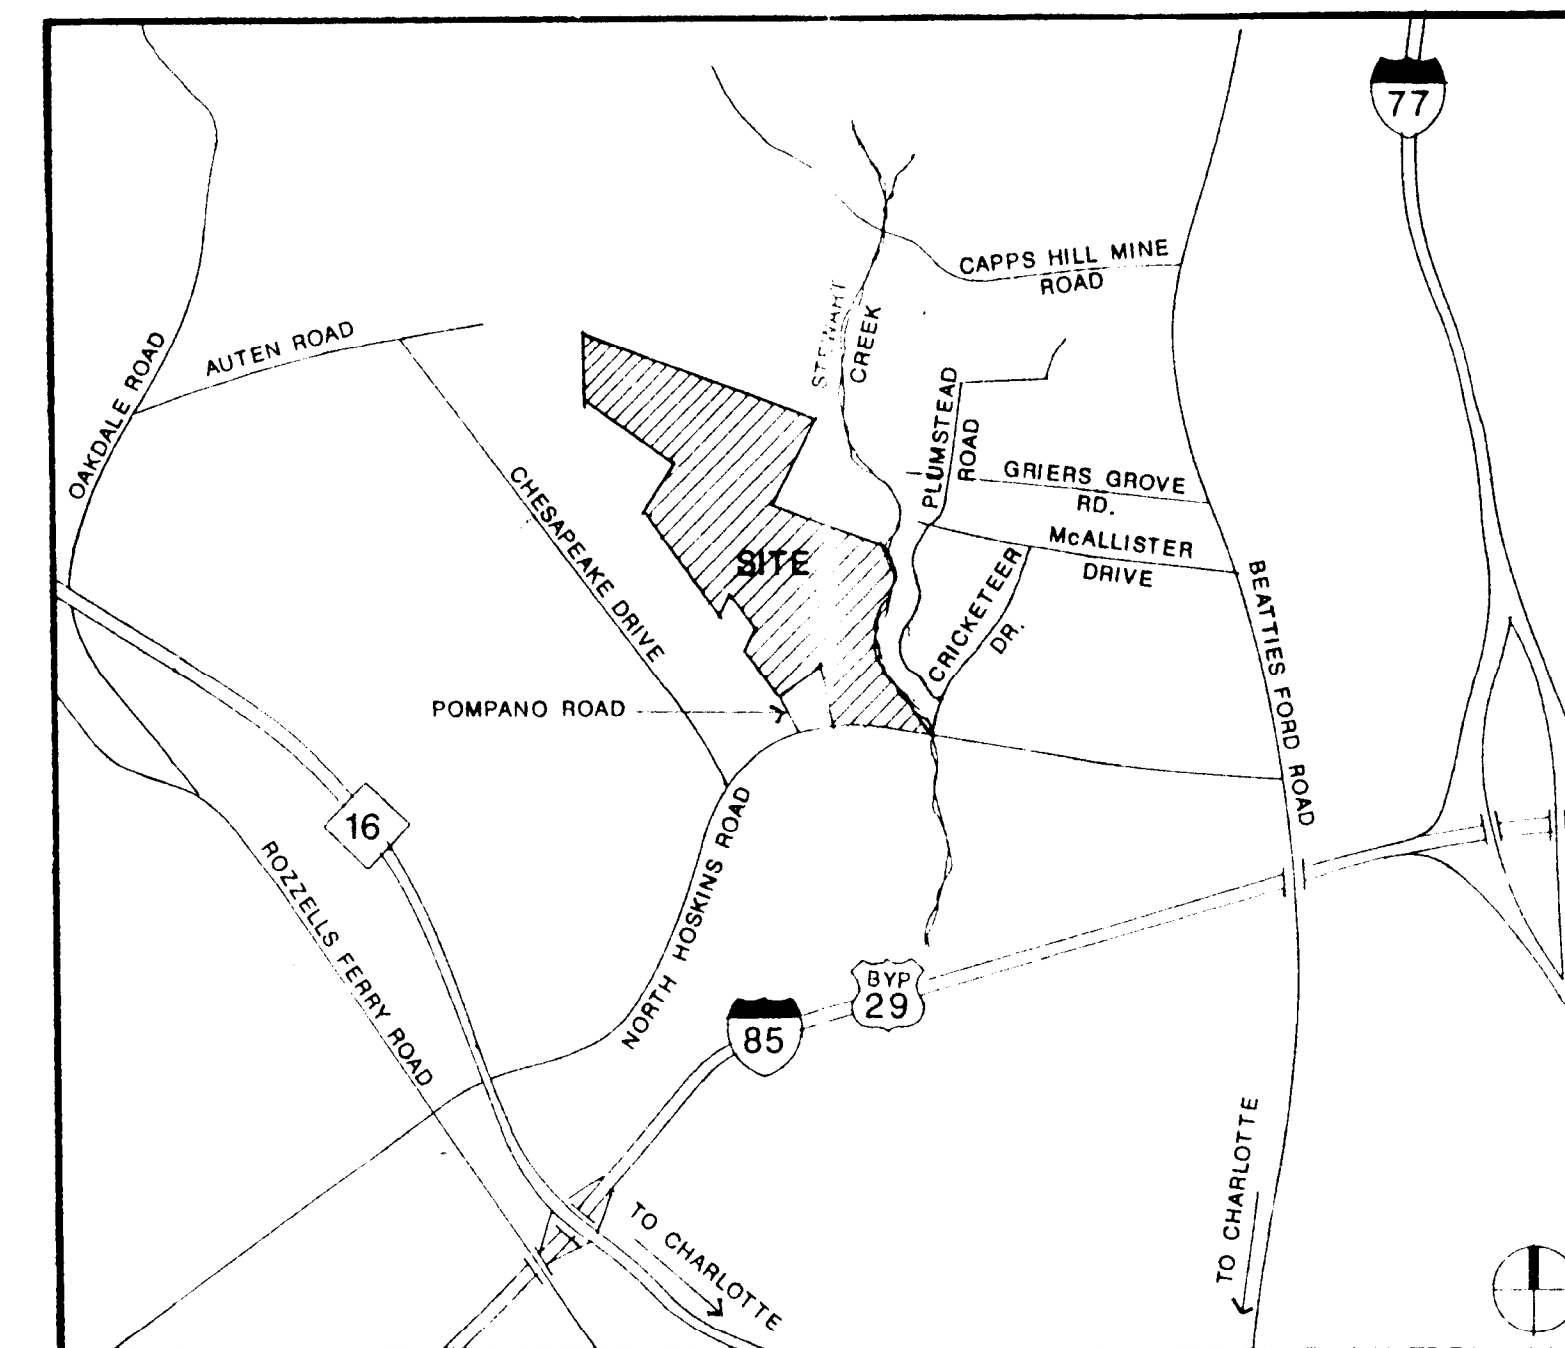 77
CAPPS HILL MINE
ROAD
STEWART
CREEK
AUTEN ROAD
OAKDALE ROAD
PLUMSTEAD
ROAD
GRIERS GROVE
RD.
McALLISTER
DRIVE
CHESAPEAKE DRIVE
SITE
CRICKETEER
DR.
BEATTIES FORD ROAD
POMPANO ROAD
16
ROZZELLS FERRY ROAD
NORTH HOSKINS ROAD
BYP
29
85
TO CHARLOTTE
TO CHARLOTTE